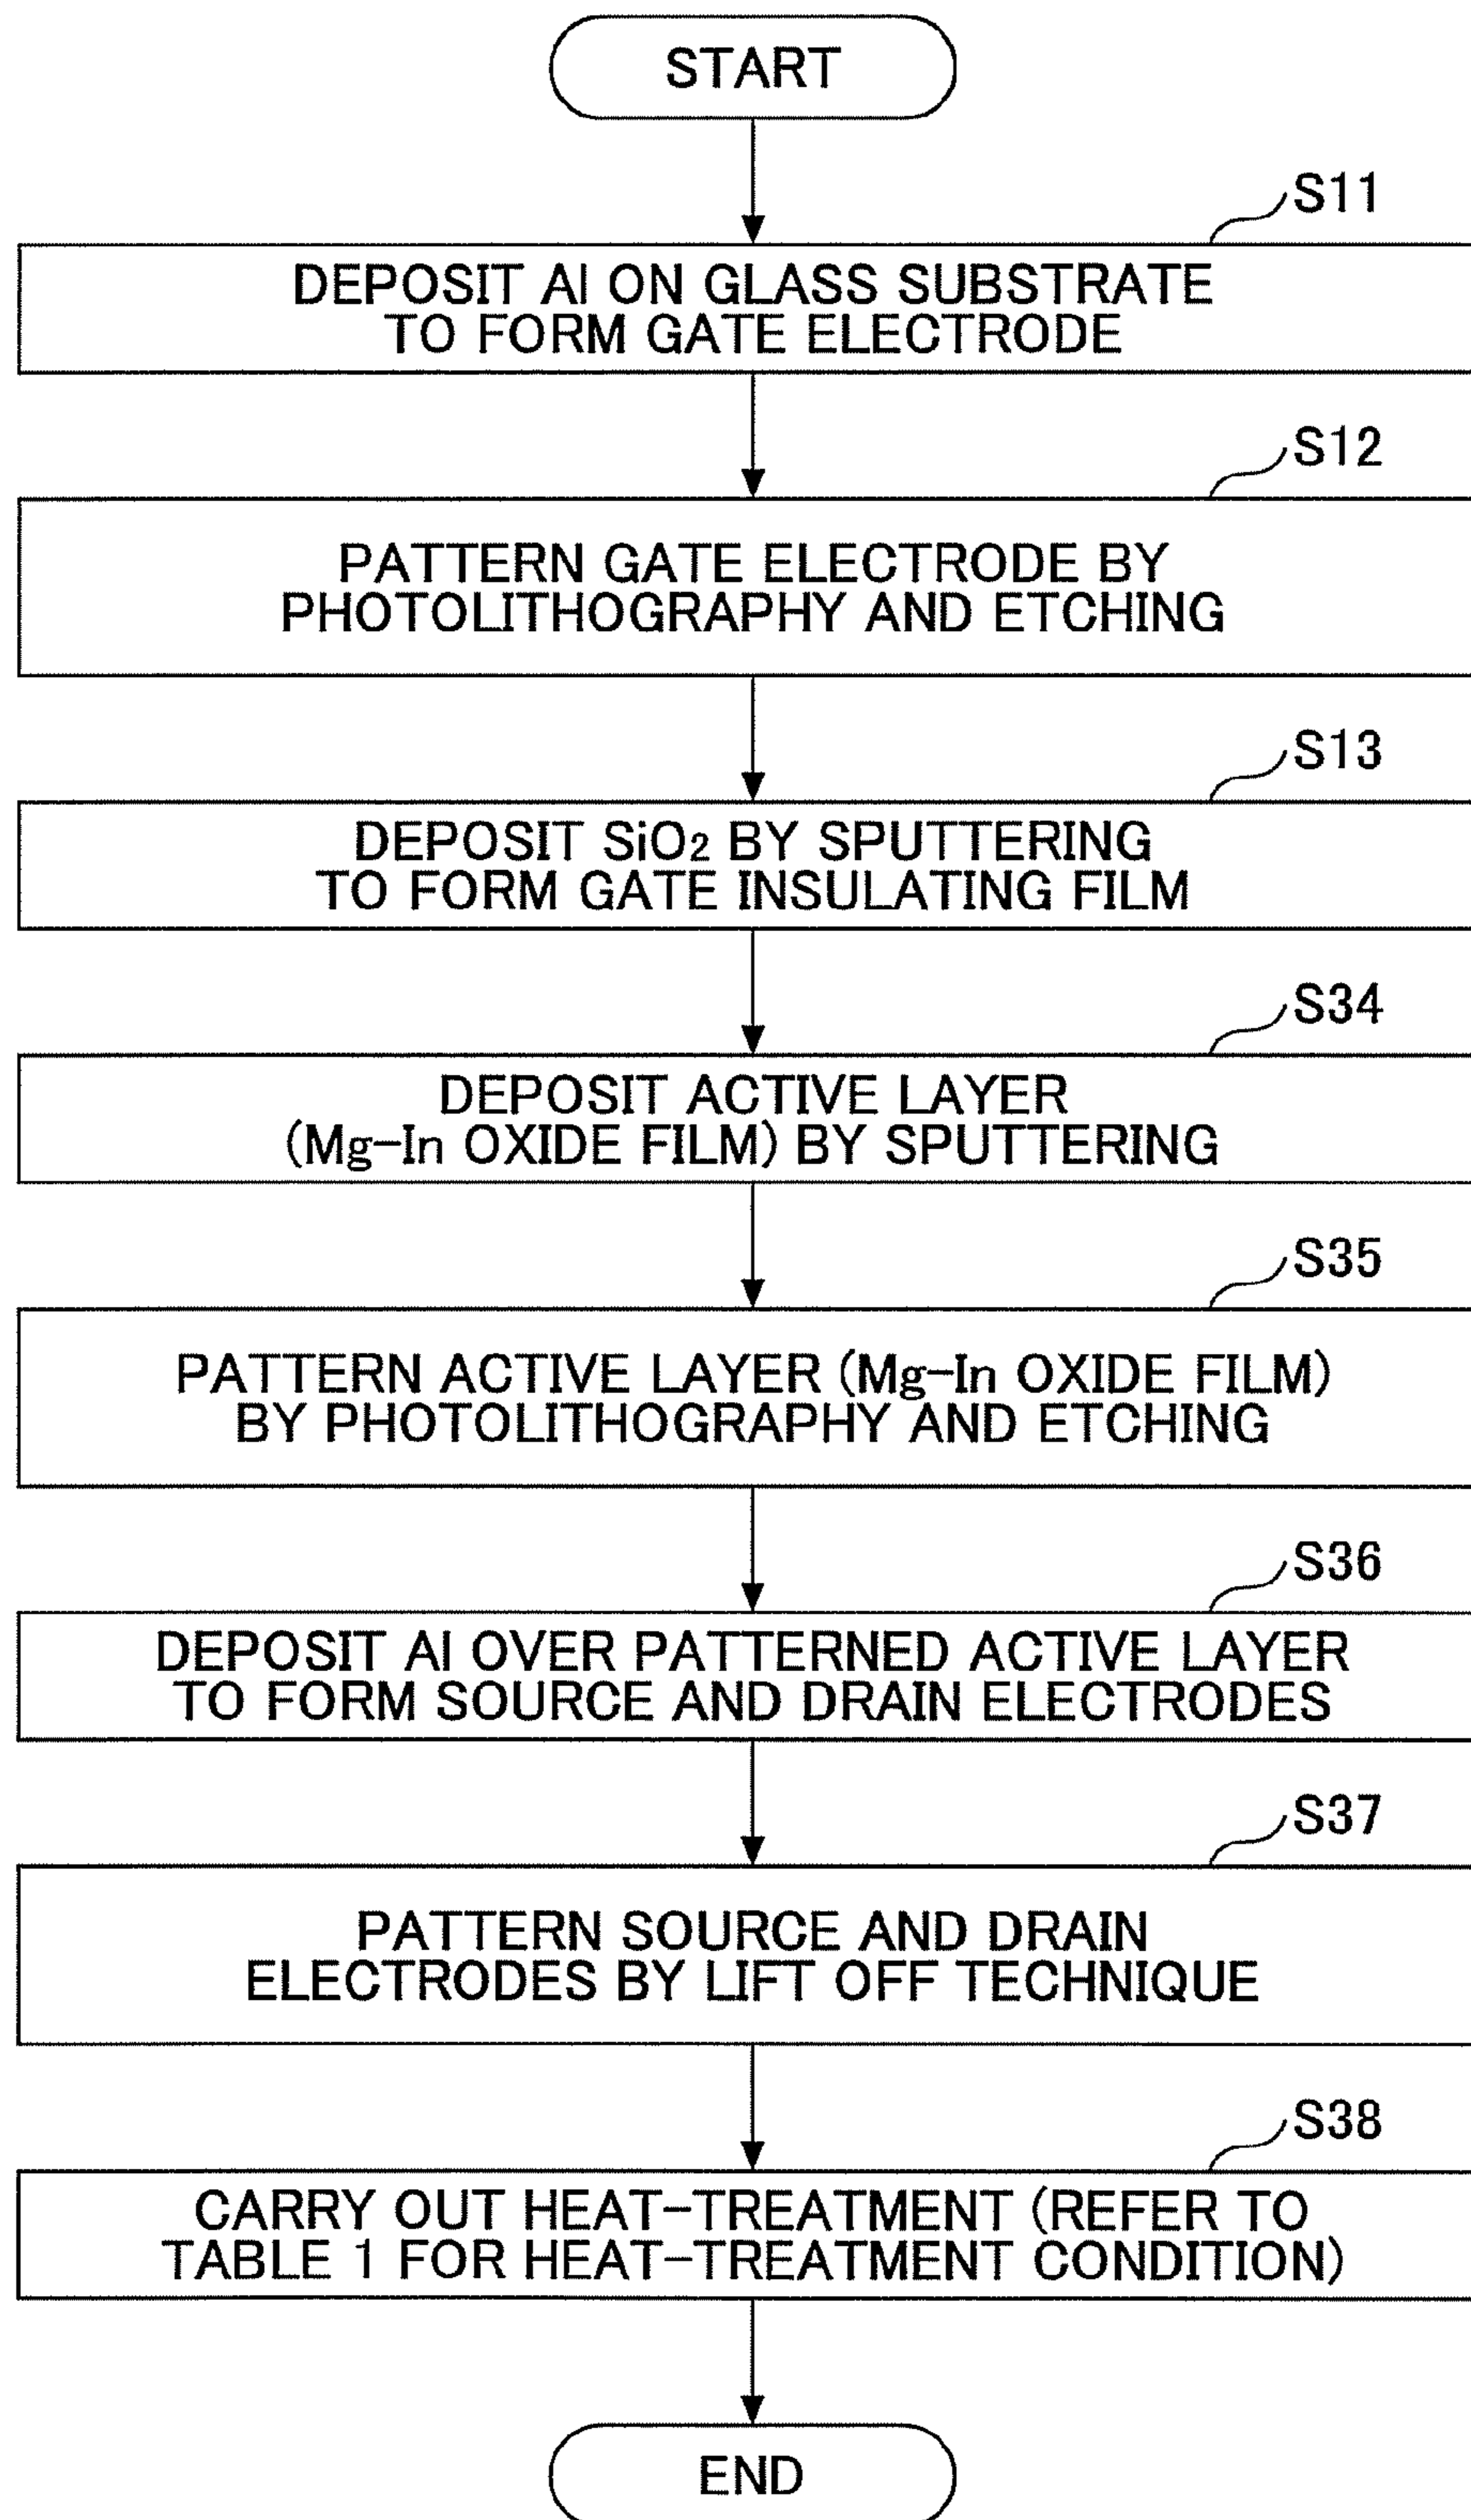 START
S11
DEPOSIT Al ON GLASS SUBSTRATE
TO FORM GATE ELECTRODE
S12
PATTERN GATE ELECTRODE BY
PHOTOLITHOGRAPHY AND ETCHING
S13
DEPOSIT SiO₂ BY SPUTTERING
TO FORM GATE INSULATING FILM
S34
DEPOSIT ACTIVE LAYER
(Mg-In OXIDE FILM) BY SPUTTERING
S35
PATTERN ACTIVE LAYER (Mg-In OXIDE FILM)
BY PHOTOLITHOGRAPHY AND ETCHING
S36
DEPOSIT Al OVER PATTERNED ACTIVE LAYER
TO FORM SOURCE AND DRAIN ELECTRODES
S37
PATTERN SOURCE AND DRAIN
ELECTRODES BY LIFT OFF TECHNIQUE
S38
CARRY OUT HEAT-TREATMENT (REFER TO
TABLE 1 FOR HEAT-TREATMENT CONDITION)
END